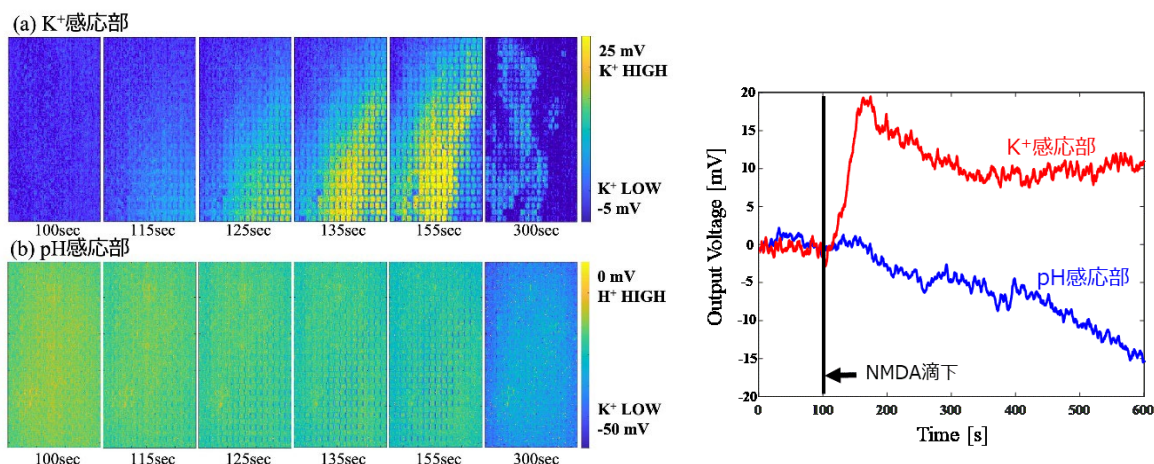 (a) K⁺感応部
25 mV
K⁺ HIGH
K⁺ LOW
-5 mV
100sec 115sec 125sec 135sec 155sec 300sec
(b) pH感応部
0 mV
H⁺ HIGH
K⁺ LOW
-50 mV
100sec 115sec 125sec 135sec 155sec 300sec
Output Voltage [mV]
20
15
10
5
0
-5
-10
-15
-20
K⁺感応部
pH感応部
NMDA滴下
0 100 200 300 400 500 600
Time [s]